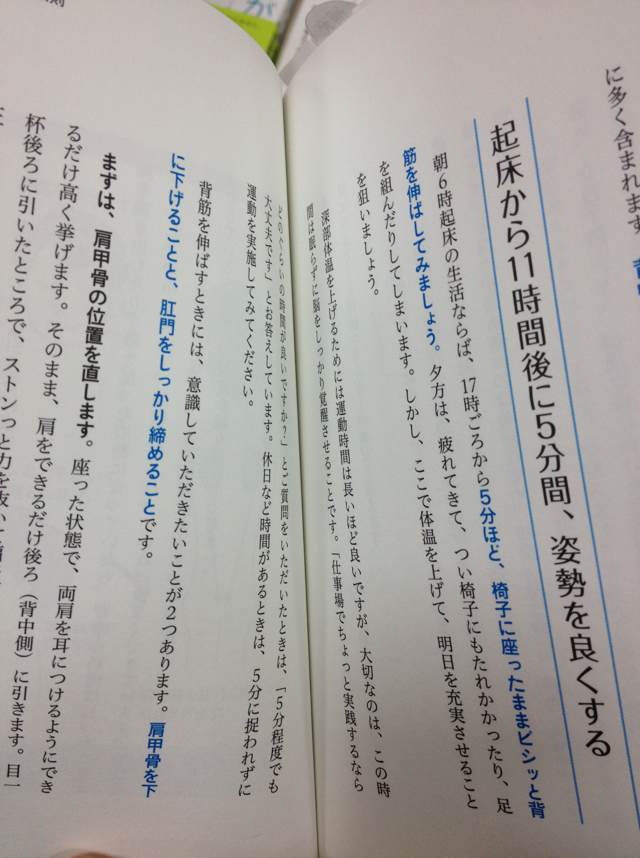 に多く含まれます。
起床から11時間後に5分間、姿勢を良くする
朝6時起床の生活ならば、17時ごろから5分ほど、椅子に座ったままビシッと背
筋を伸ばしてみましょう。夕方は、疲れてきて、つい椅子にもたれかかったり、足
を組んだりしてしまいます。しかし、ここで体温を上げて、明日を充実させること
を狙いましょう。
深部体温を上げるためには運動時間は長いほど良いですが、大切なのは、この時
間は眠らずに脳をしっかり覚醒させることです。「仕事場でちょっと実践するなら
どのぐらいの時間が良いですか?」とご質問をいただいたときは、「5分程度でも
大丈夫です」とお答えしています。休日など時間があるときは、5分に捉われずに
運動を実施してみてください。
背筋を伸ばすときには、意識していただきたいことが2つあります。肩甲骨を下
に下げることと、肛門をしっかり締めることです。
まずは、肩甲骨の位置を直します。座った状態で、両肩を耳につけるようにでき
るだけ高く挙げます。そのまま、肩をできるだけ後ろ（背中側）に引きます。目一
杯後ろに引いたところで、ストンっと力を抜いて
則
が